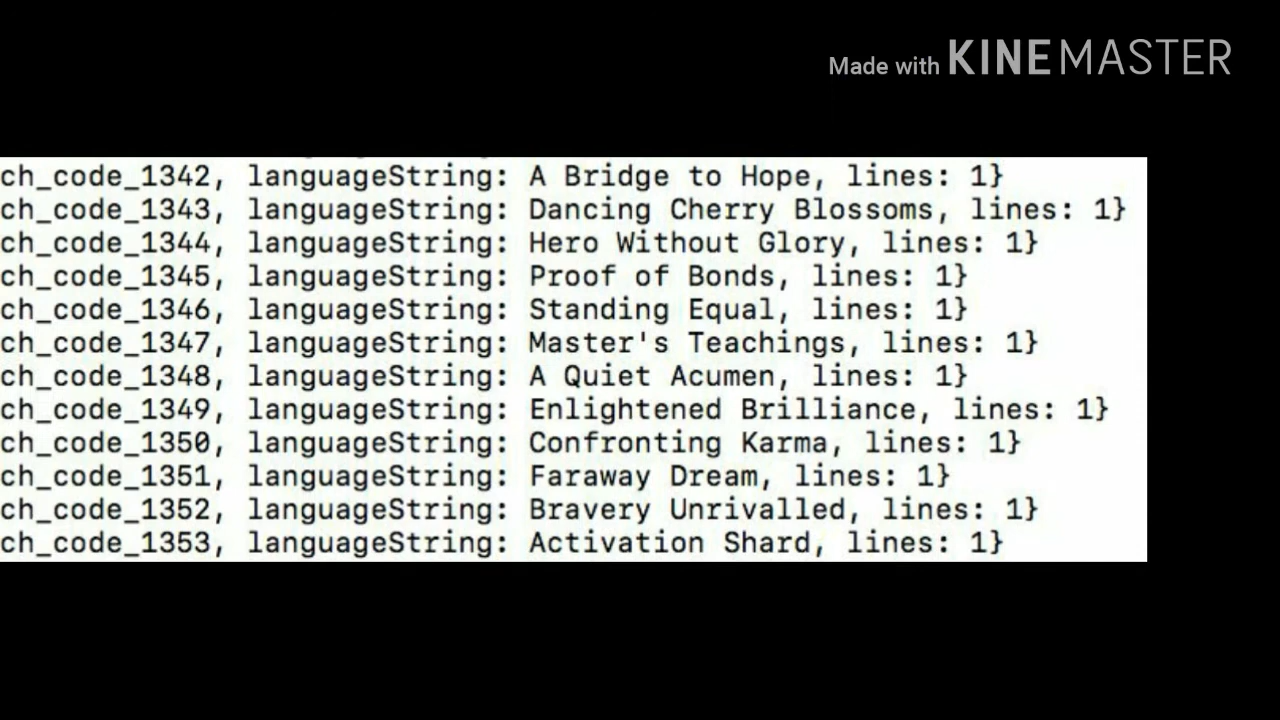 Made with KINEMASTER
ch_code_1342, languageString: A Bridge to Hope, lines: 1}
ch_code_1343, languageString: Dancing Cherry Blossoms, lines: 1}
ch_code_1344, languageString: Hero Without Glory, lines: 1}
ch_code_1345, languageString: Proof of Bonds, lines: 1}
ch_code_1346, languageString: Standing Equal, lines: 1}
ch_code_1347, languageString: Master's Teachings, lines: 1}
ch_code_1348, languageString: A Quiet Acumen, lines: 1}
ch_code_1349, languageString: Enlightened Brilliance, lines: 1}
ch_code_1350, languageString: Confronting Karma, lines: 1}
ch_code_1351, languageString: Faraway Dream, lines: 1}
ch_code_1352, languageString: Bravery Unrivalled, lines: 1}
ch_code_1353, languageString: Activation Shard, lines: 1}